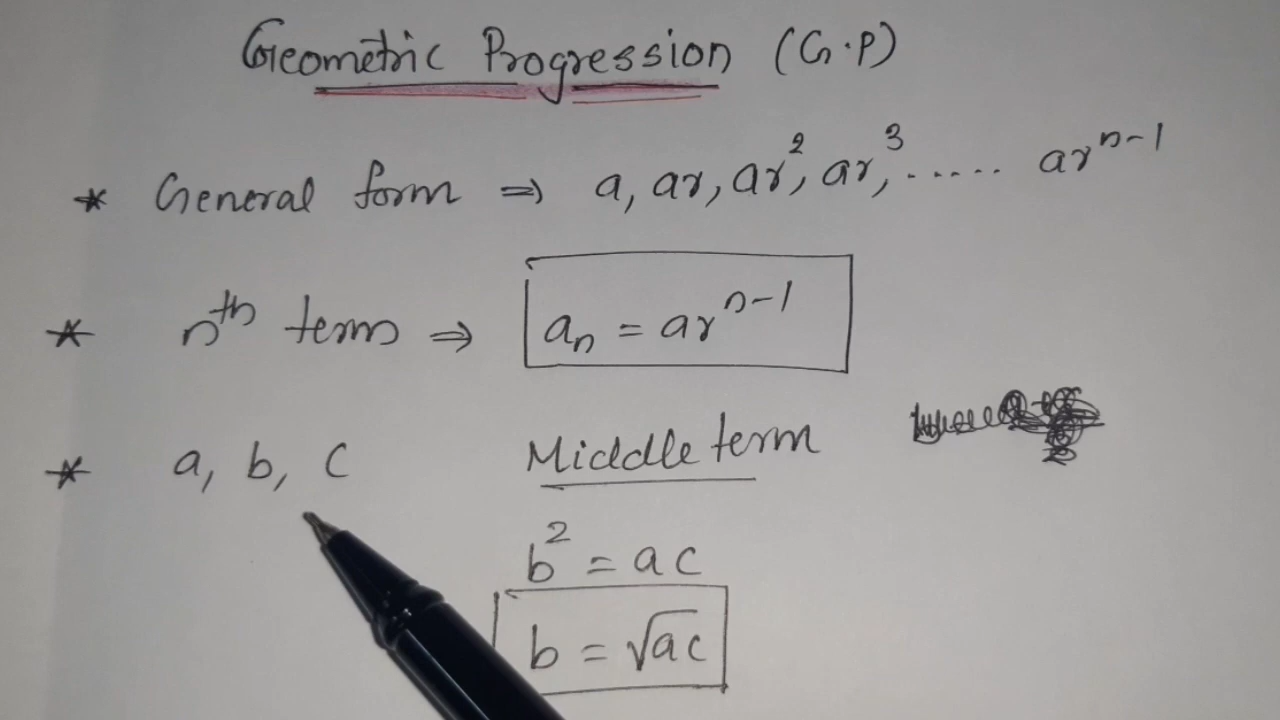 Geometric Progression (G.P)
* General form ⇒ a, ar, ar², ar³, ..... arⁿ⁻¹
* nᵗʰ term ⇒ aₙ = arⁿ⁻¹
* a, b, c Middle term
b² = ac
b = √ac